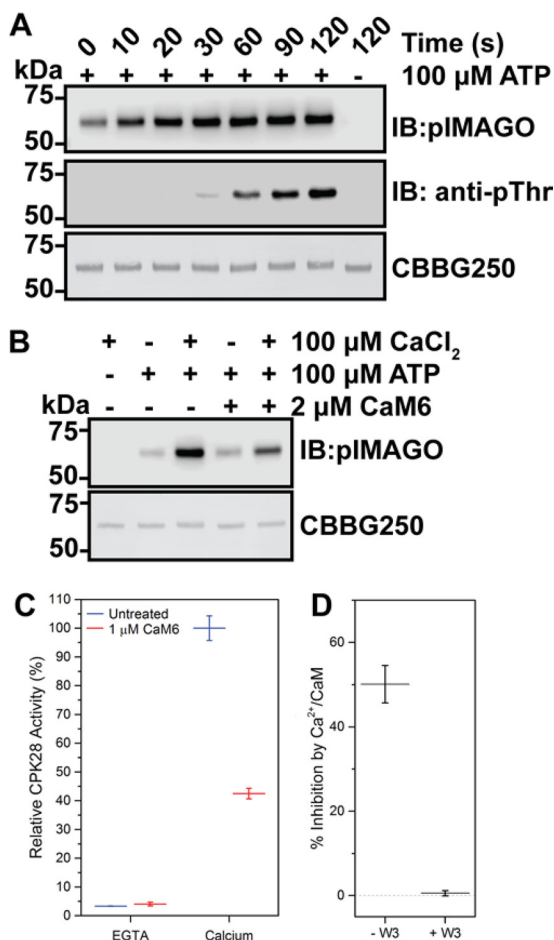 A
0 10 20 30 60 90 120 120 Time (s)
kDa + + + + + + + - 100 µM ATP
75
50
IB:pIMAGO
75
50
IB: anti-pThr
75
50
CBBG250
B
+ - + - + 100 µM CaCl₂
- + + + + 100 µM ATP
kDa - - - + + 2 µM CaM6
75
50
IB:pIMAGO
75
50
CBBG250
C
Untreated
1 µM CaM6
Relative CPK28 Activity (%)
110
100
90
80
70
60
50
40
30
20
10
5
0
EGTA Calcium
D
% Inhibition by Ca²⁺/CaM
60
40
20
0
- W3 + W3